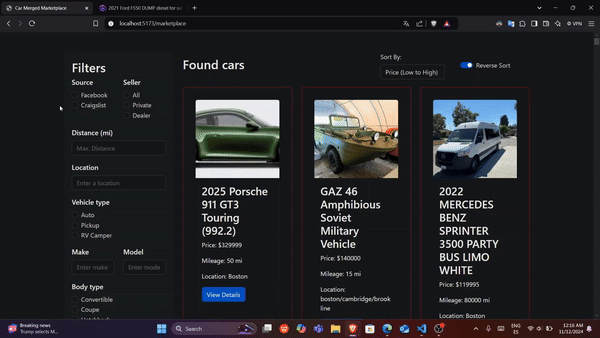 Car Merged Marketplace
2021 Ford F550 DUMP diesel for sa
localhost:5173/marketplace
VPN
Filters
Source
Seller
Facebook
Craigslist
All
Private
Dealer
Distance (mi)
Max. Distance
Location
Enter a location
Vehicle type
Auto
Pickup
RV Camper
Make
Model
Enter make
Enter mode
Body type
Convertible
Coupe
Hatchback
Found cars
Sort By:
Price (Low to High)
Reverse Sort
2025 Porsche
911 GT3
Touring
(992.2)
Price: $329999
Mileage: 50 mi
Location: Boston
View Details
GAZ 46
Amphibious
Soviet
Military
Vehicle
Price: $140000
Mileage: 15 mi
Location:
boston/cambridge/brook
line
2022
MERCEDES
BENZ
SPRINTER
3500 PARTY
BUS LIMO
WHITE
Price: $119995
Mileage: 80000 mi
Location: Boston
Breaking news
Trump selects M...
Search
ENG
ES
12:16 AM
11/12/2024